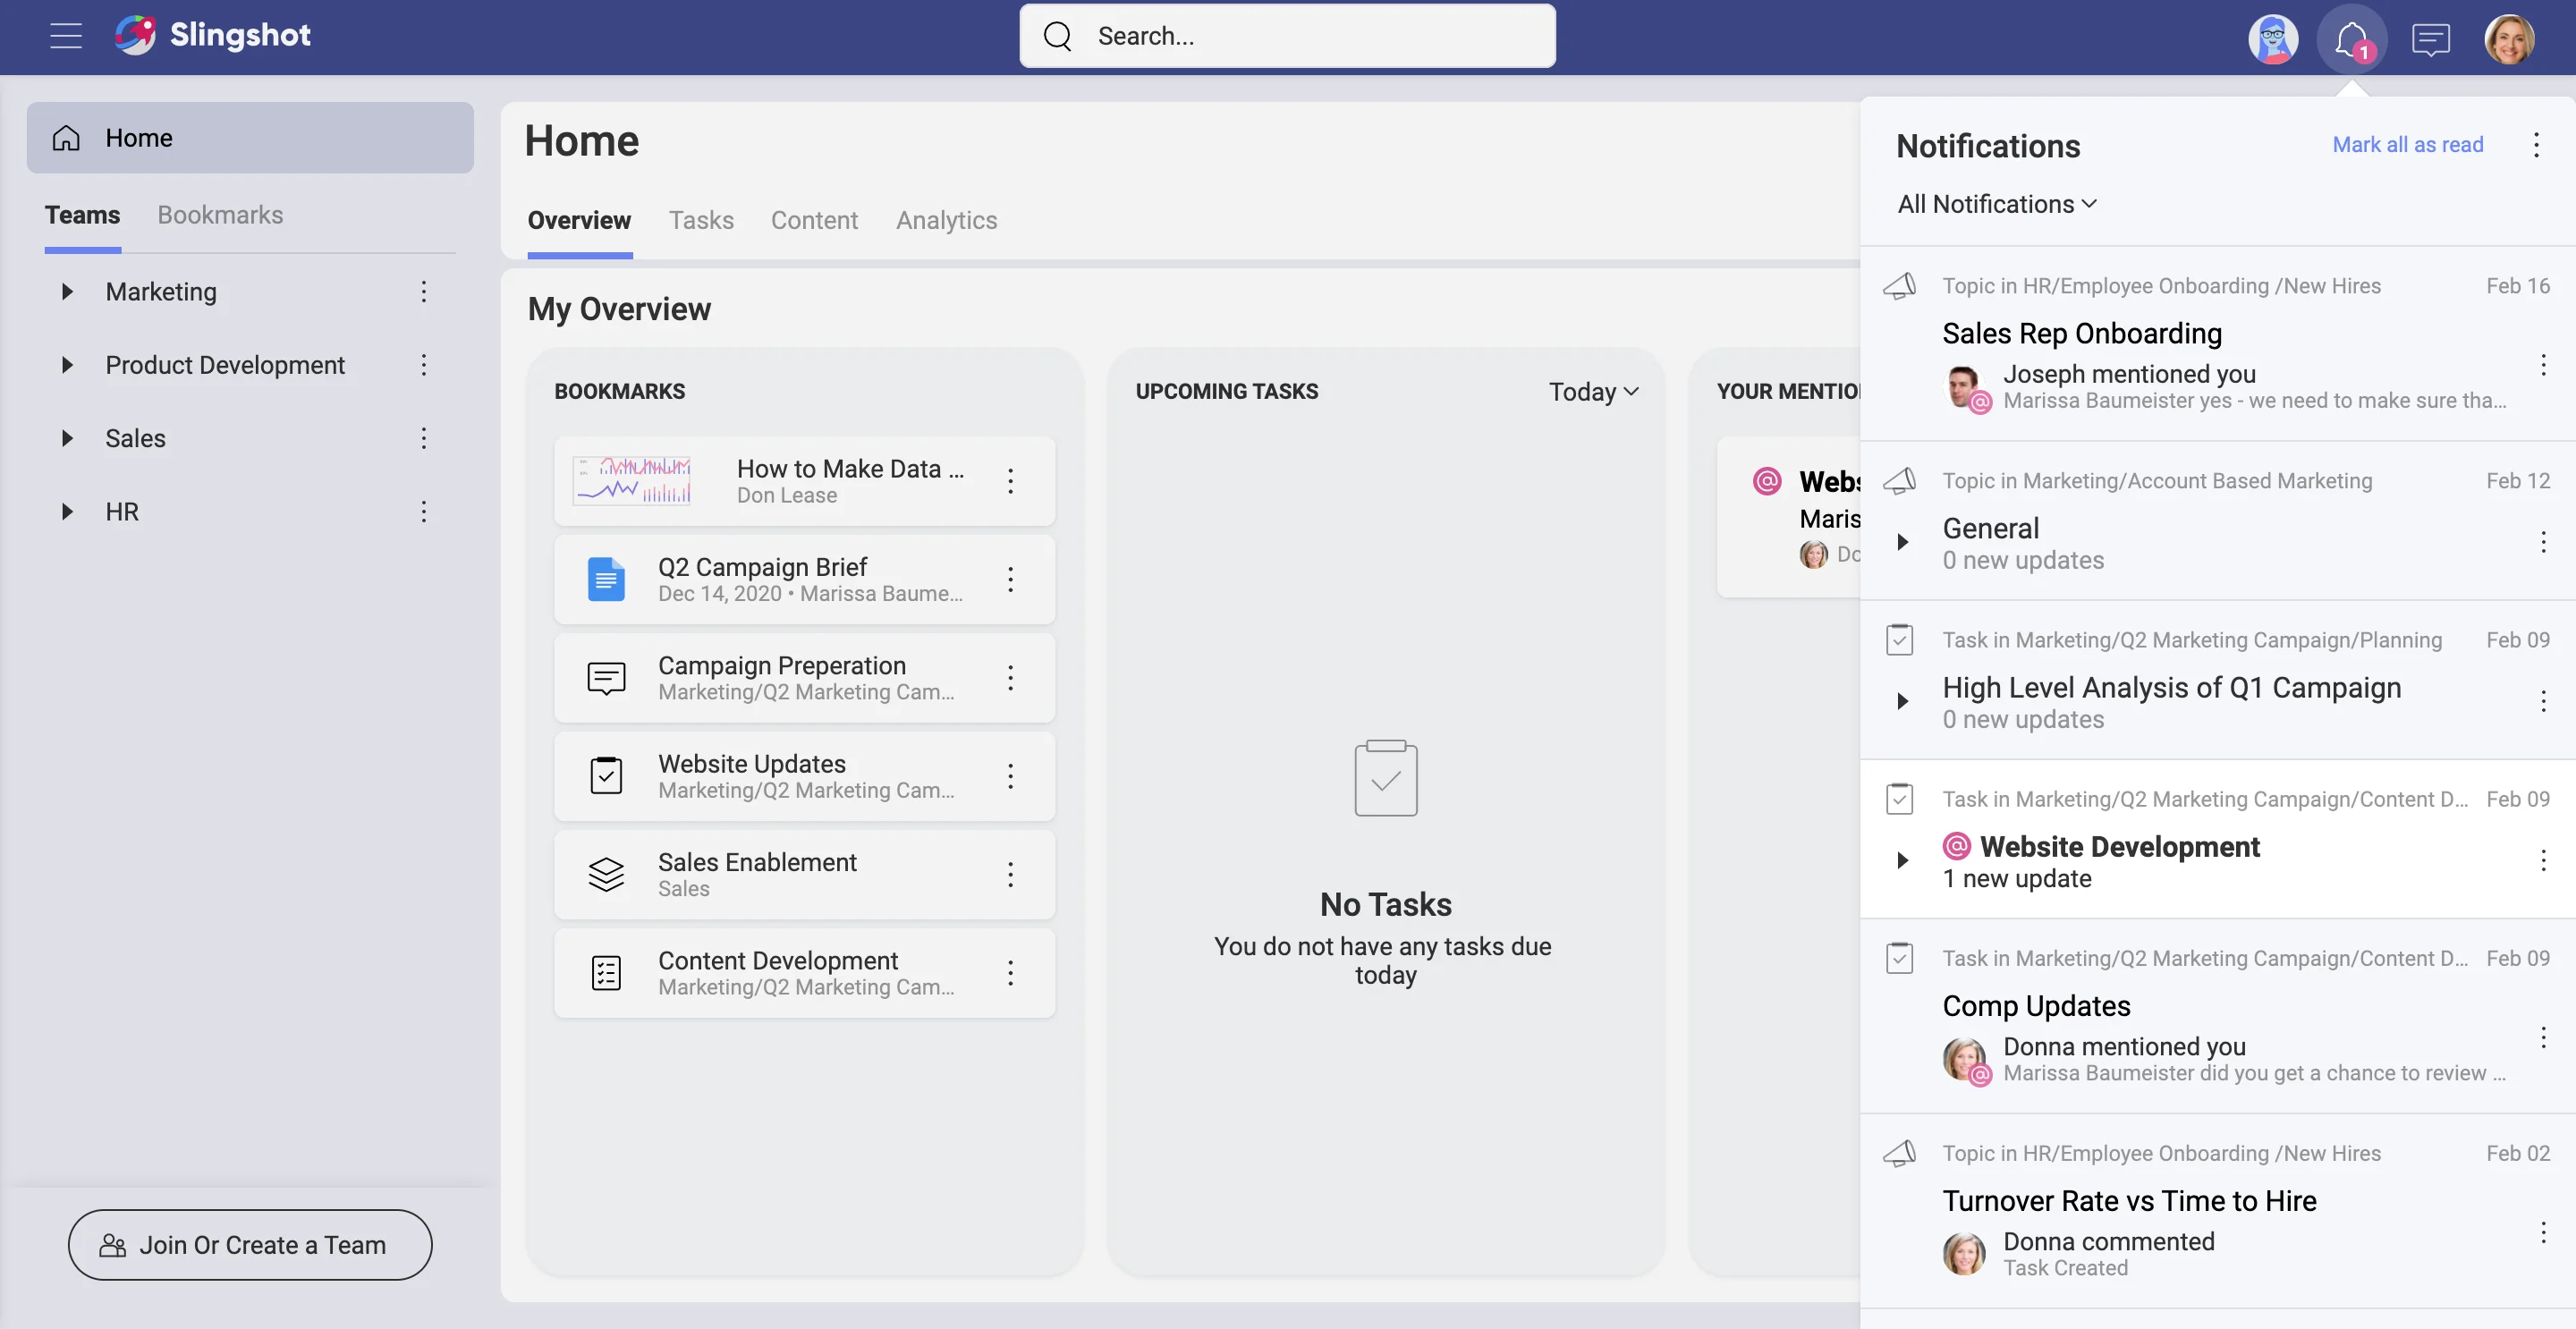 Slingshot
Search...
1
Home
Teams
Bookmarks
Marketing
Product Development
Sales
HR
Join Or Create a Team
Home
Overview
Tasks
Content
Analytics
My Overview
BOOKMARKS
How to Make Data ...
Don Lease
Q2 Campaign Brief
Dec 14, 2020 • Marissa Baume...
Campaign Preperation
Marketing/Q2 Marketing Cam...
Website Updates
Marketing/Q2 Marketing Cam...
Sales Enablement
Sales
Content Development
Marketing/Q2 Marketing Cam...
UPCOMING TASKS
Today
No Tasks
You do not have any tasks due
today
YOUR MENTIO
@ Webs
Maris
Do
Notifications
Mark all as read
All Notifications
Topic in HR/Employee Onboarding /New Hires Feb 16
Sales Rep Onboarding
Joseph mentioned you
@ Marissa Baumeister yes - we need to make sure tha...
Topic in Marketing/Account Based Marketing Feb 12
General
0 new updates
Task in Marketing/Q2 Marketing Campaign/Planning Feb 09
High Level Analysis of Q1 Campaign
0 new updates
Task in Marketing/Q2 Marketing Campaign/Content D... Feb 09
@ Website Development
1 new update
Task in Marketing/Q2 Marketing Campaign/Content D... Feb 09
Comp Updates
Donna mentioned you
@ Marissa Baumeister did you get a chance to review ...
Topic in HR/Employee Onboarding /New Hires Feb 02
Turnover Rate vs Time to Hire
Donna commented
Task Created